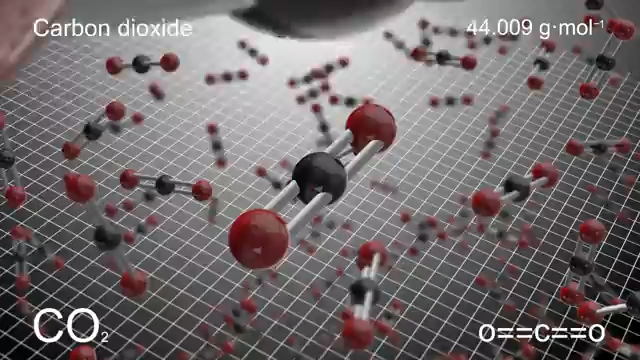 Carbon dioxide
44.009 g·mol⁻¹
CO₂
O==C==O